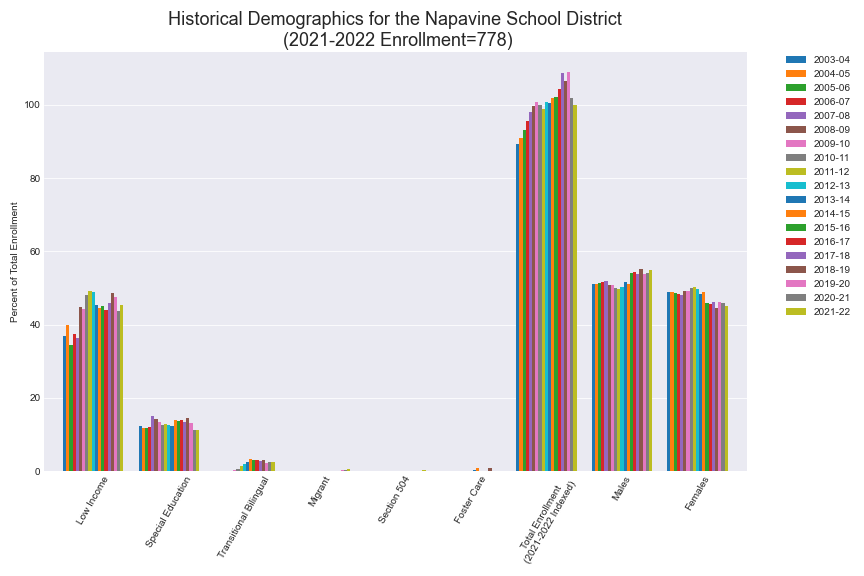 Historical Demographics for the Napavine School District
(2021-2022 Enrollment=778)
Percent of Total Enrollment
100
80
60
40
20
0
Low Income
Special Education
Transitional Bilingual
Migrant
Section 504
Foster Care
Total Enrollment
(2021-2022 Indexed)
Males
Females
2003-04
2004-05
2005-06
2006-07
2007-08
2008-09
2009-10
2010-11
2011-12
2012-13
2013-14
2014-15
2015-16
2016-17
2017-18
2018-19
2019-20
2020-21
2021-22